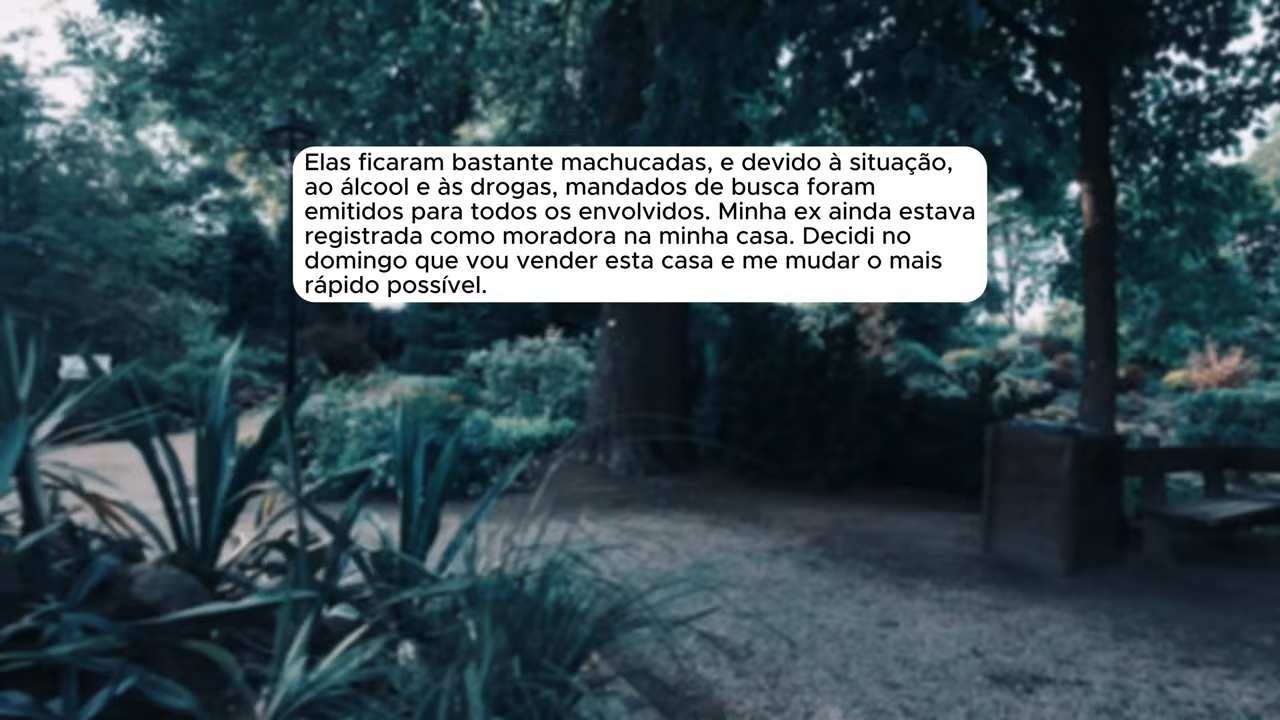 Elas ficaram bastante machucadas, e devido à situação,
ao álcool e às drogas, mandados de busca foram
emitidos para todos os envolvidos. Minha ex ainda estava
registrada como moradora na minha casa. Decidi no
domingo que vou vender esta casa e me mudar o mais
rápido possível.